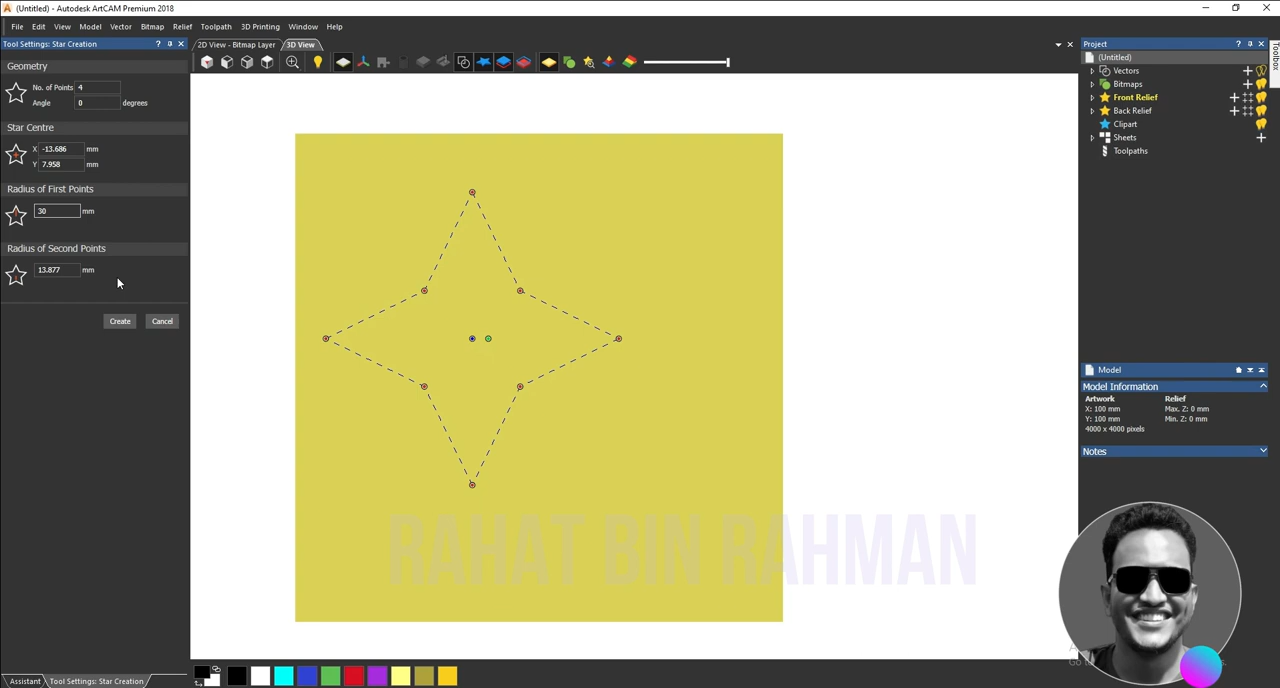 (Untitled) - Autodesk ArtCAM Premium 2018
File Edit View Model Vector Bitmap Relief Toolpath 3D Printing Window Help
Tool Settings: Star Creation
2D View - Bitmap Layer 3D View
Geometry
No. of Points 4
Angle 0 degrees
Star Centre
X -13.686 mm
Y 7.958 mm
Radius of First Points
30 mm
Radius of Second Points
13.877 mm
Create Cancel
RAHAT BIN RAHMAN
Project
Toolbox
(Untitled)
Vectors
Bitmaps
Front Relief
Back Relief
Clipart
Sheets
Toolpaths
Model
Model Information
Artwork Relief
X: 100 mm Max. Z: 0 mm
Y: 100 mm Min. Z: 0 mm
4000 x 4000 pixels
Notes
Assistant Tool Settings: Star Creation